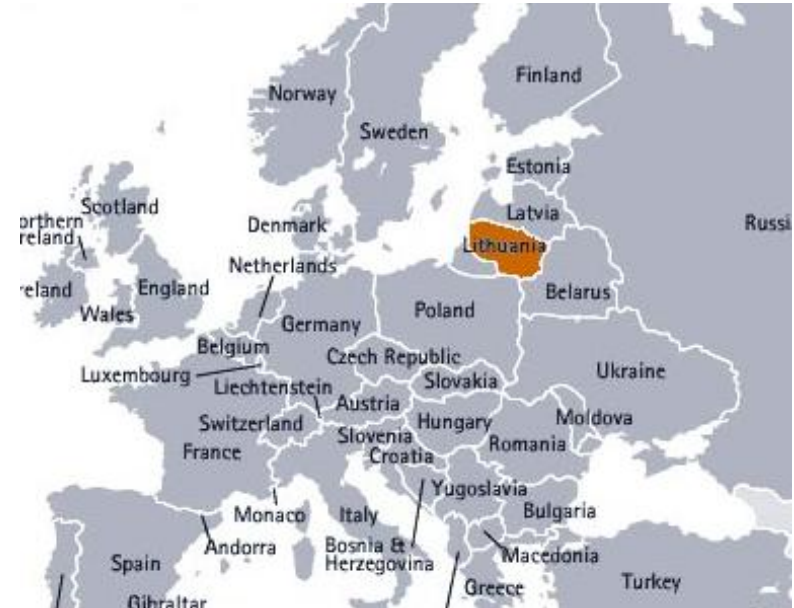 Finland
Norway
Sweden
Estonia
Scotland
Latvia
Russi
orthern
reland
Denmark
Lithuania
Netherlands
reland
England
Belarus
Wales
Poland
Germany
Belgium
Czech Republic
Luxembourg
Slovakia
Ukraine
Liechtenstein
Austria
Switzerland
Hungary
Moldova
Slovenia
Romania
France
Croatia
Yugoslavia
Monaco
Italy
Bulgaria
Andorra
Bosnia &
Herzegovina
Macedonia
Spain
Greece
Turkey
Gibraltar